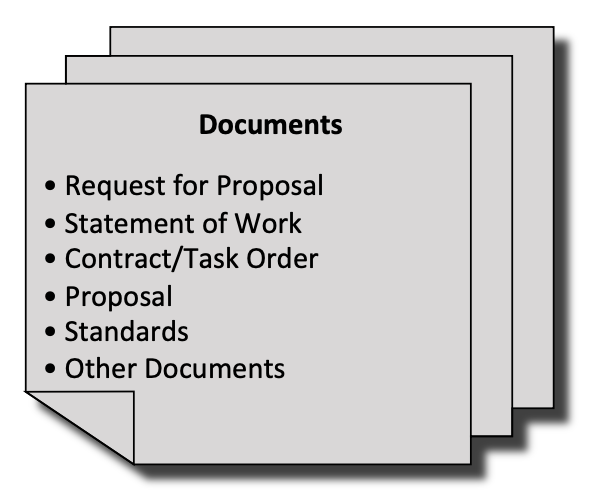 Documents
• Request for Proposal
• Statement of Work
• Contract/Task Order
• Proposal
• Standards
• Other Documents